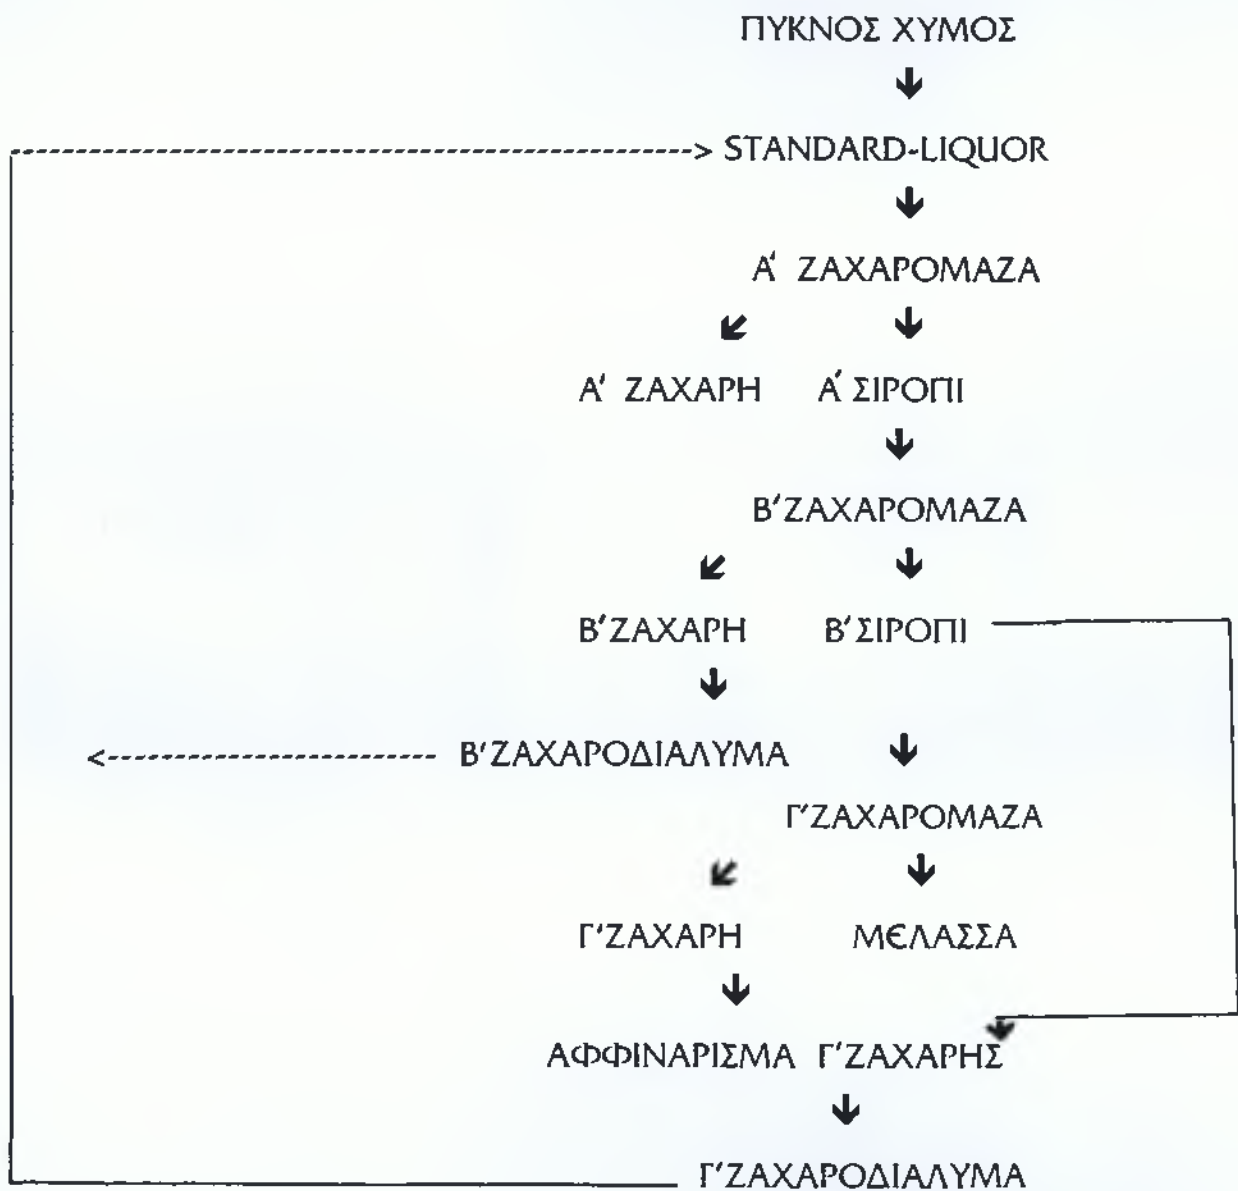 ΠΥΚΝΟΣ ΧΥΜΟΣ
STANDARD-LIQUOR
Α' ΖΑΧΑΡΟΜΑΖΑ
Α' ΖΑΧΑΡΗ Α' ΣΙΡΟΠΙ
Β'ΖΑΧΑΡΟΜΑΖΑ
Β'ΖΑΧΑΡΗ Β'ΣΙΡΟΠΙ
Β'ΖΑΧΑΡΟΔΙΑΛΥΜΑ
Γ'ΖΑΧΑΡΟΜΑΖΑ
Γ'ΖΑΧΑΡΗ ΜΕΛΑΣΣΑ
ΑΦΦΙΝΑΡΙΣΜΑ Γ'ΖΑΧΑΡΗΣ
Γ'ΖΑΧΑΡΟΔΙΑΛΥΜΑ